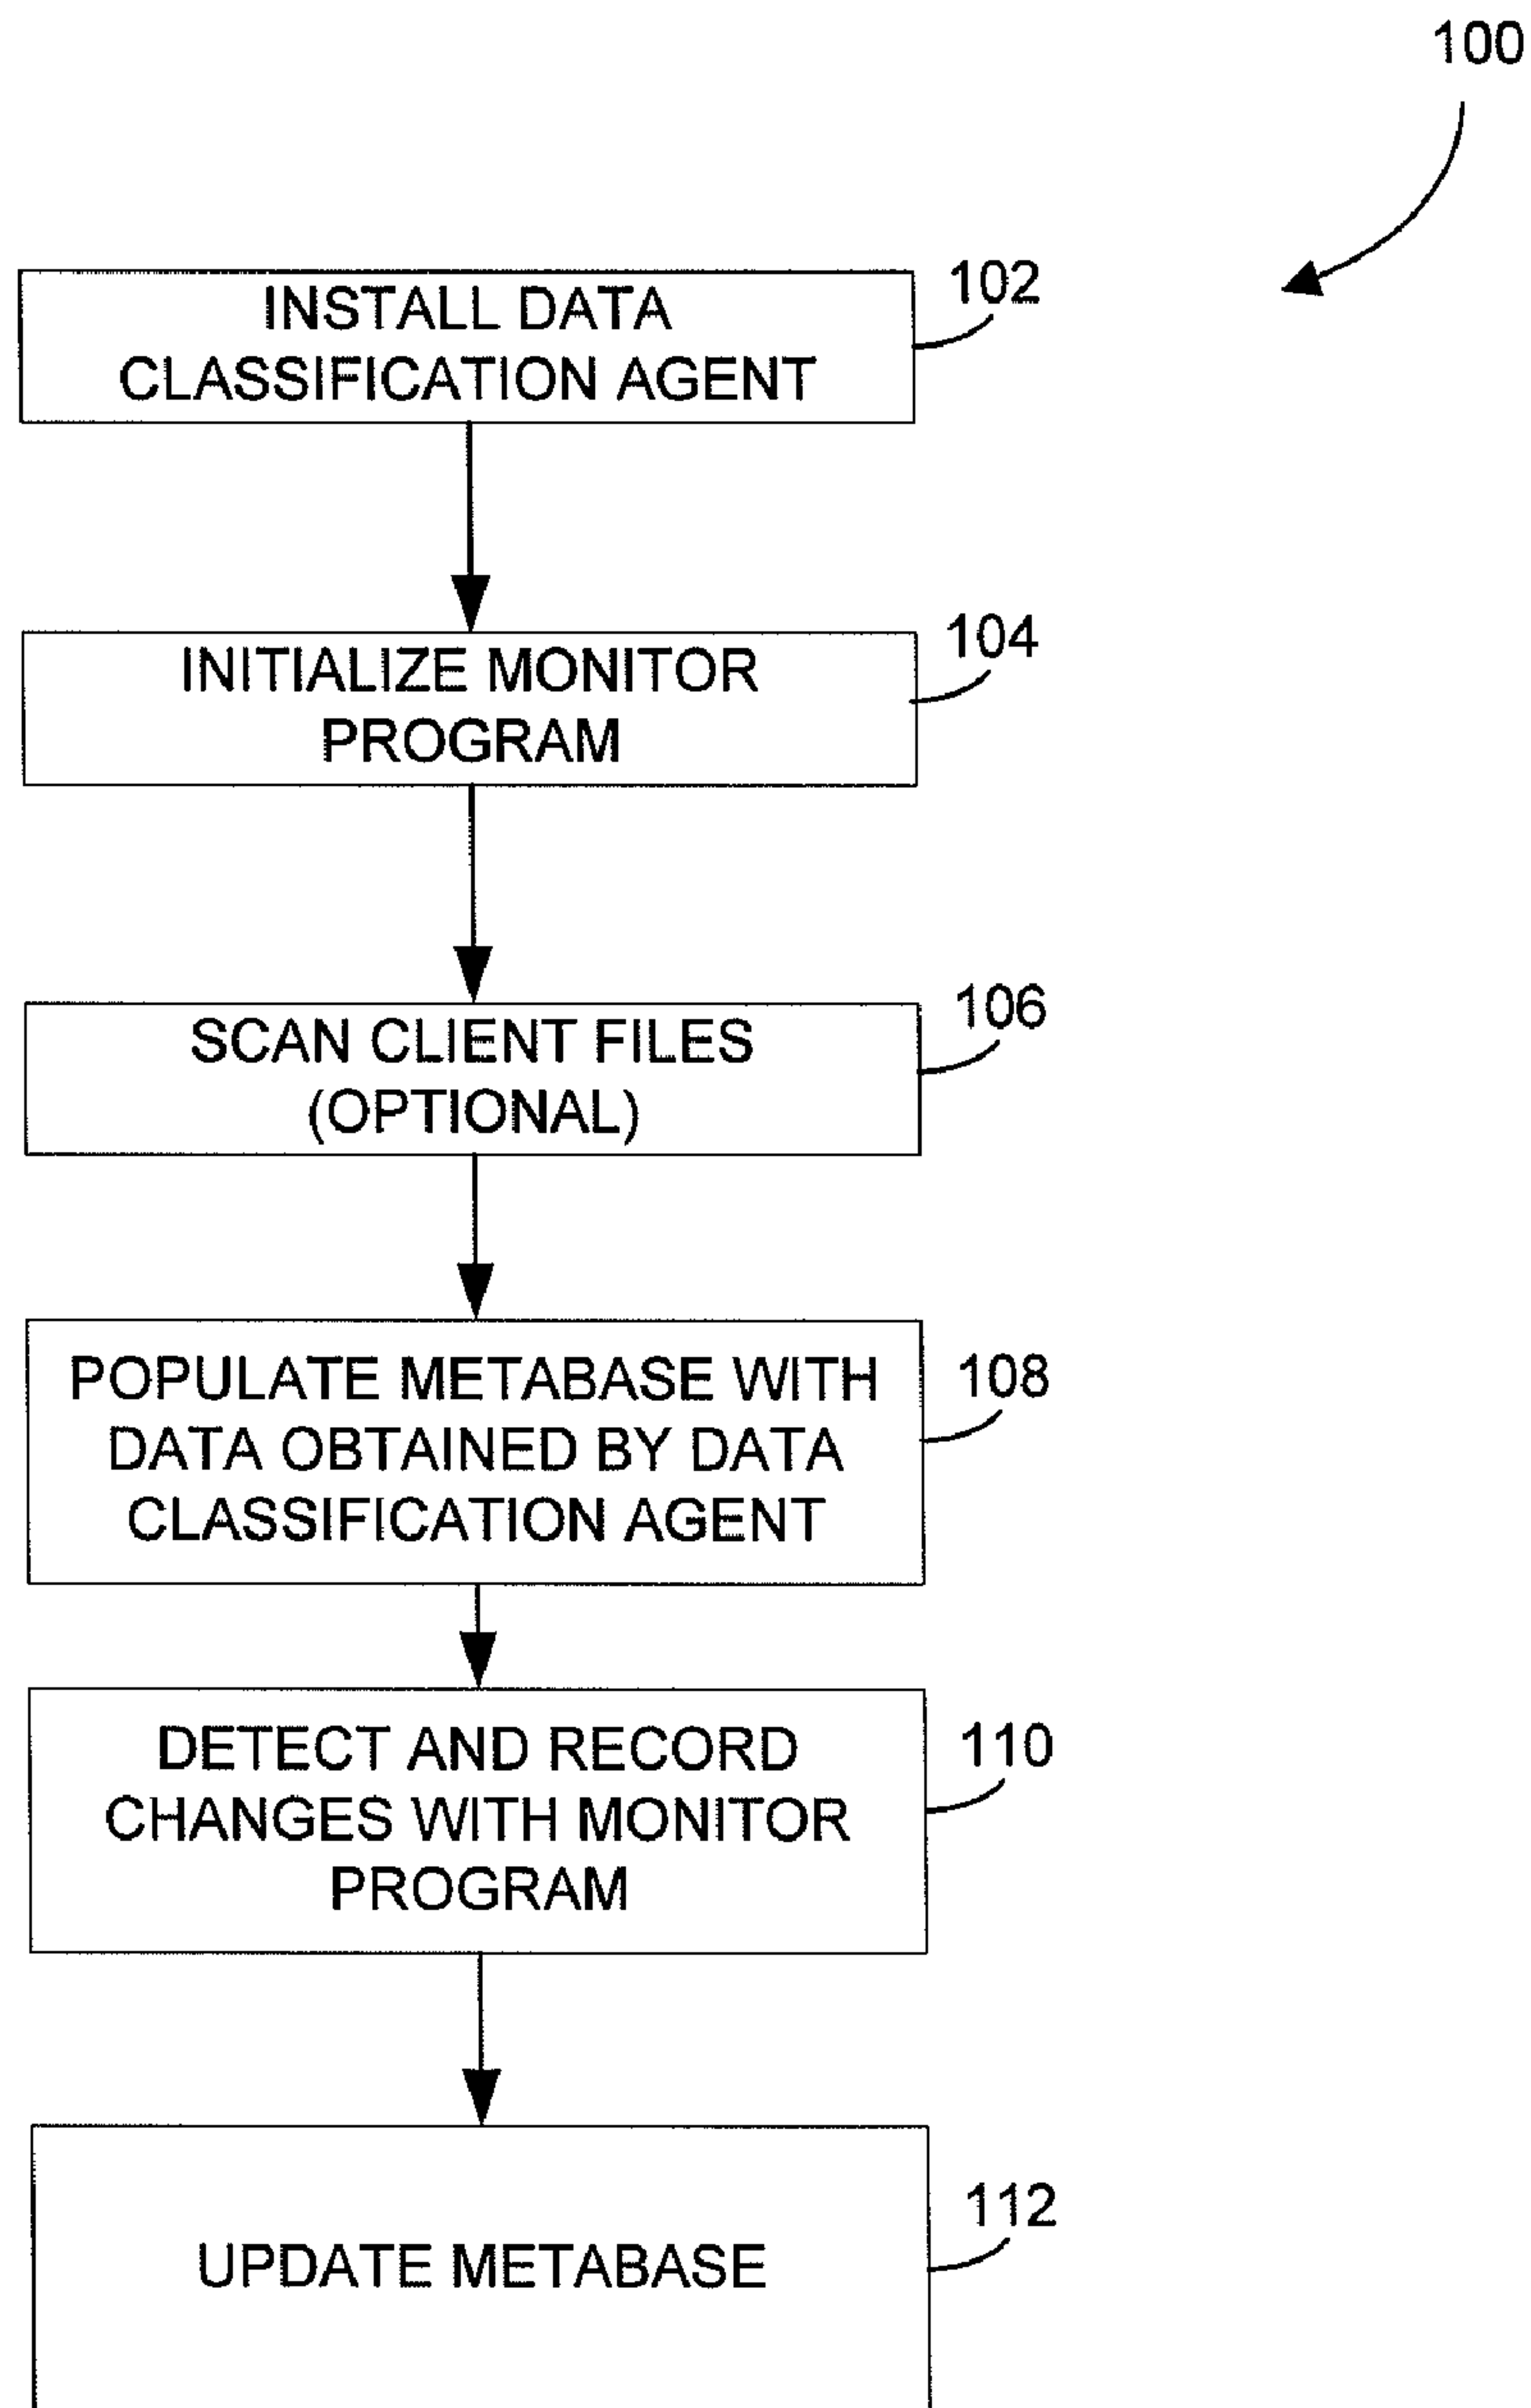 100
INSTALL DATA
CLASSIFICATION AGENT
102
INITIALIZE MONITOR
PROGRAM
104
SCAN CLIENT FILES
(OPTIONAL)
106
POPULATE METABASE WITH
DATA OBTAINED BY DATA
CLASSIFICATION AGENT
108
DETECT AND RECORD
CHANGES WITH MONITOR
PROGRAM
110
UPDATE METABASE
112